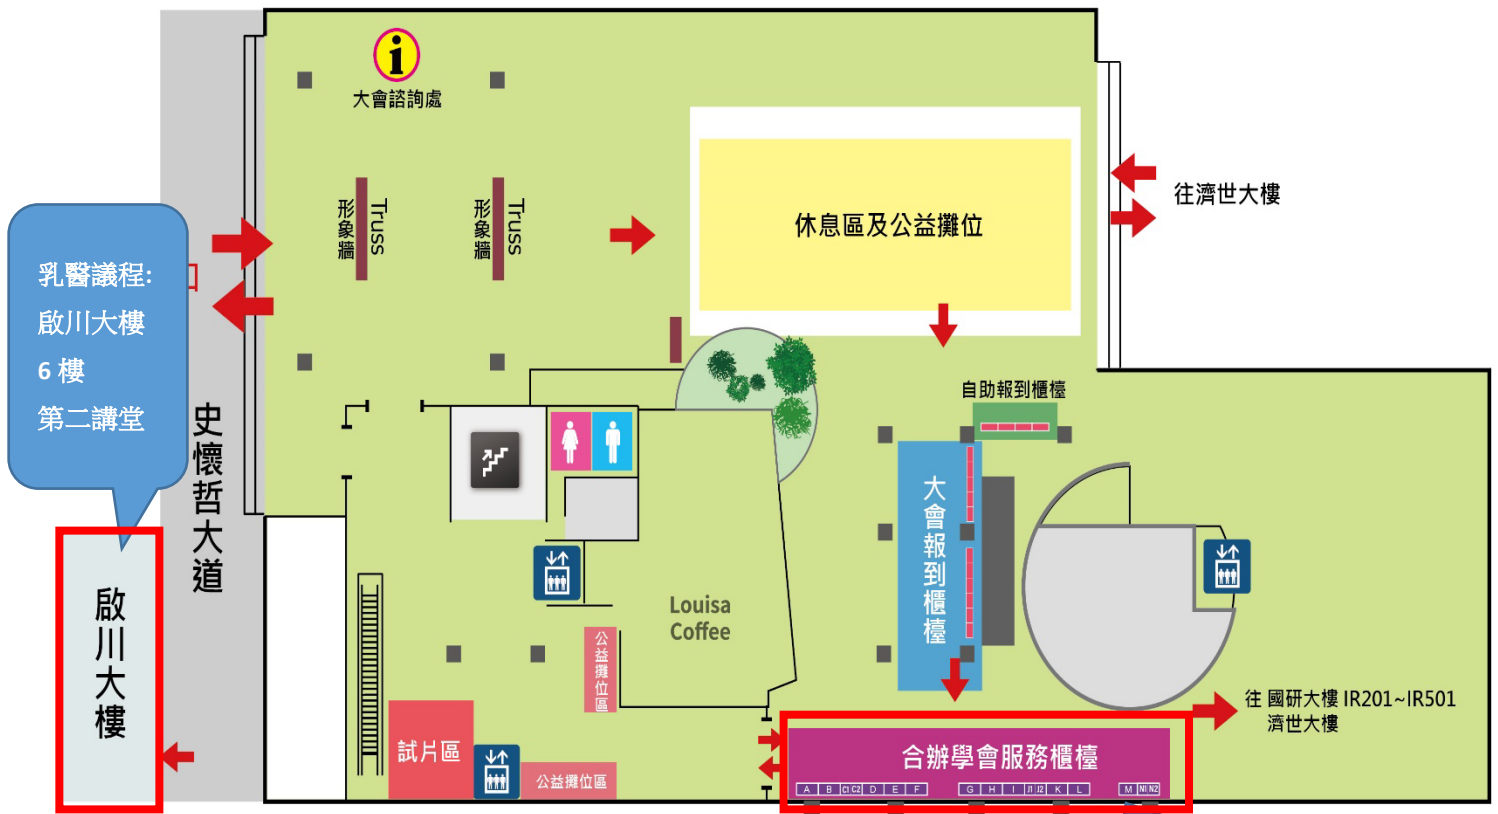 大會諮詢處
Truss
形象牆
Truss
形象牆
休息區及公益攤位
往濟世大樓
乳醫議程:
啟川大樓
6 樓
第二講堂
史懷哲大道
啟川大樓
自助報到櫃檯
大會報到櫃檯
Louisa
Coffee
公益攤位區
試片區
公益攤位區
往 國研大樓 IR201~IR501
濟世大樓
合辦學會服務櫃檯
A B C1 C2 D E F G H I J1 J2 K L M N1 N2